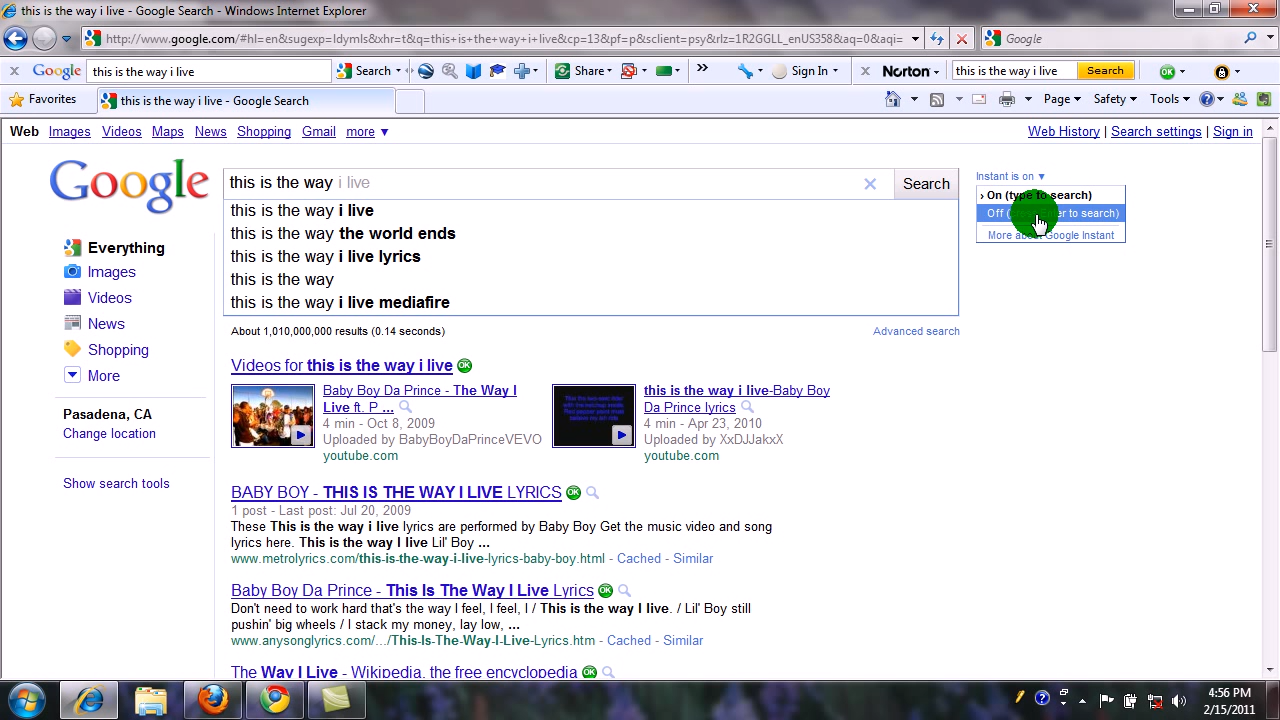 this is the way i live - Google Search - Windows Internet Explorer
http://www.google.com/#hl=en&sugexp=ldymls&xhr=t&q=this+is+the+way+i+live&cp=13&pf=p&sclient=psy&rlz=1R2GGLL_enUS358&aq=0&aqi=
Google
x Google this is the way i live Search Share Sign In x Norton this is the way i live Search OK
Favorites this is the way i live - Google Search Page Safety Tools
Web Images Videos Maps News Shopping Gmail more ▼ Web History | Search settings | Sign in
Google
this is the way i live Search
Instant is on ▼
› On (type to search)
Off ( to search)
More about Google Instant
this is the way i live
this is the way the world ends
this is the way i live lyrics
this is the way
this is the way i live mediafire
Everything
Images
Videos
News
Shopping
More
Pasadena, CA
Change location
Show search tools
About 1,010,000,000 results (0.14 seconds) Advanced search
Videos for this is the way i live OK
Baby Boy Da Prince - The Way I
Live ft. P ...
4 min - Oct 8, 2009
Uploaded by BabyBoyDaPrinceVEVO
youtube.com
this is the way i live-Baby Boy
Da Prince lyrics
4 min - Apr 23, 2010
Uploaded by XxDJJakxX
youtube.com
BABY BOY - THIS IS THE WAY I LIVE LYRICS OK
1 post - Last post: Jul 20, 2009
These This is the way i live lyrics are performed by Baby Boy Get the music video and song
lyrics here. This is the way I live Lil' Boy ...
www.metrolyrics.com/this-is-the-way-i-live-lyrics-baby-boy.html - Cached - Similar
Baby Boy Da Prince - This Is The Way I Live Lyrics OK
Don't need to work hard that's the way I feel, I feel, I / This is the way I live. / Lil' Boy still
pushin' big wheels / I stack my money, lay low, ...
www.anysonglyrics.com/.../This-Is-The-Way-I-Live-Lyrics.htm - Cached - Similar
The Way I Live - Wikipedia, the free encyclopedia OK
4:56 PM
2/15/2011